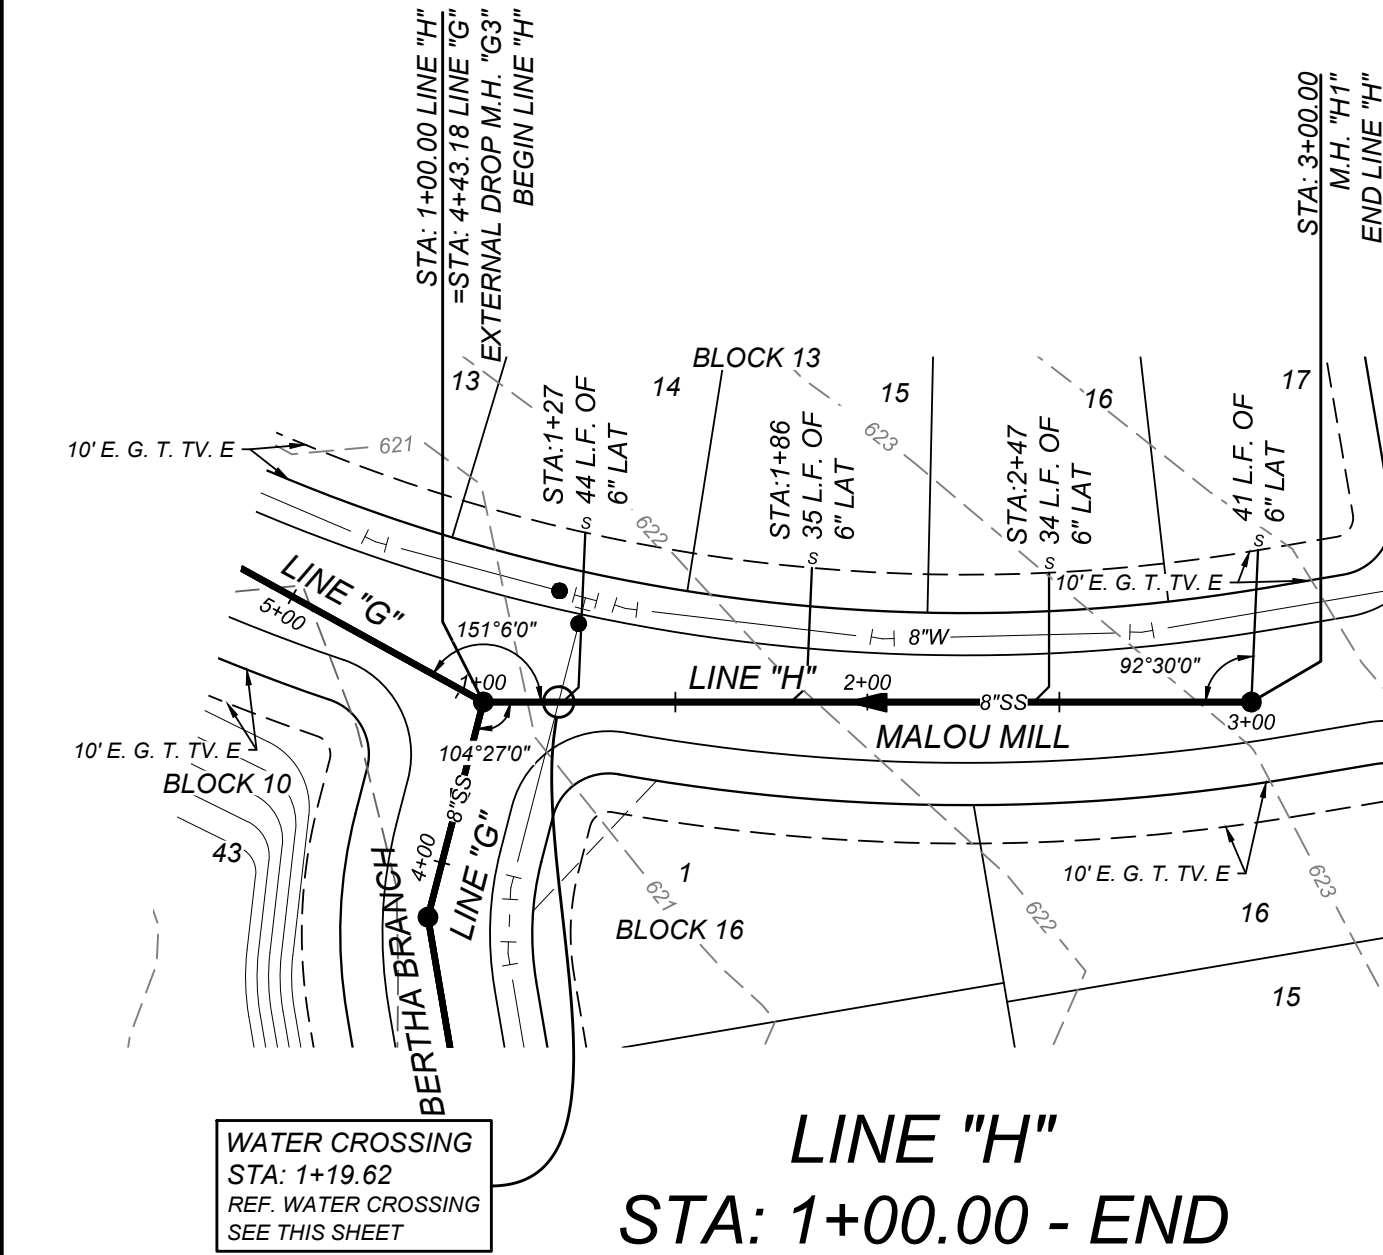 STA: 1+00.00 LINE "H"
=STA: 4+43.18 LINE "G"
EXTERNAL DROP M.H. "G3"
BEGIN LINE "H"
STA: 3+00.00
M.H. "H1"
END LINE "H"
BLOCK 13
13
14
15
16
17
STA:1+27
44 L.F. OF
6" LAT
STA:1+86
35 L.F. OF
6" LAT
STA:2+47
34 L.F. OF
6" LAT
41 L.F. OF
6" LAT
10' E. G. T. TV. E
621
622
623
S
S
S
S
10' E. G. T. TV. E
LINE "G"
5+00
151°6'0"
8"W
1+00
LINE "H"
2+00
92°30'0"
8"SS
3+00
MALOU MILL
10' E. G. T. TV. E
104°27'0"
BLOCK 10
8"SS
43
4+00
LINE "G"
BERTHA BRANCH
1
621
BLOCK 16
622
10' E. G. T. TV. E
623
16
15
WATER CROSSING
STA: 1+19.62
REF. WATER CROSSING
SEE THIS SHEET
LINE "H"
STA: 1+00.00 - END